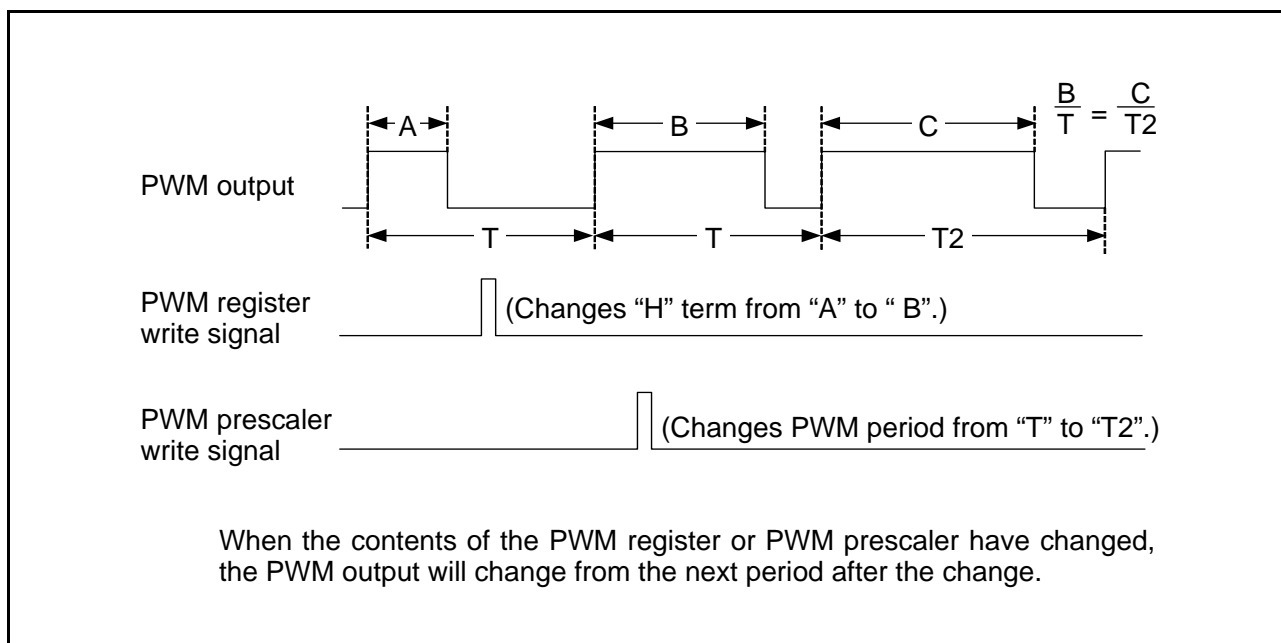 A
B
C
B/T = C/T2
PWM output
T
T
T2
PWM register
write signal
(Changes “H” term from “A” to “ B”.)
PWM prescaler
write signal
(Changes PWM period from “T” to “T2”.)
When the contents of the PWM register or PWM prescaler have changed,
the PWM output will change from the next period after the change.